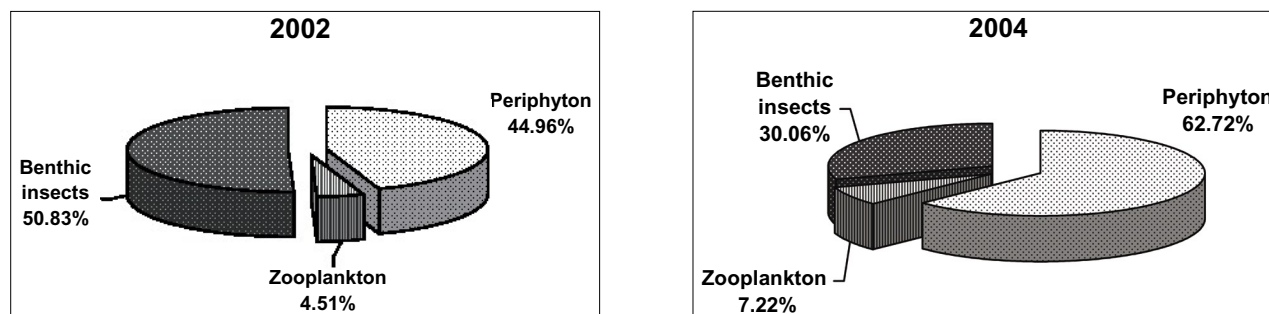 2002
Periphyton
44.96%
Benthic
insects
50.83%
Zooplankton
4.51%
2004
Benthic
insects
30.06%
Periphyton
62.72%
Zooplankton
7.22%